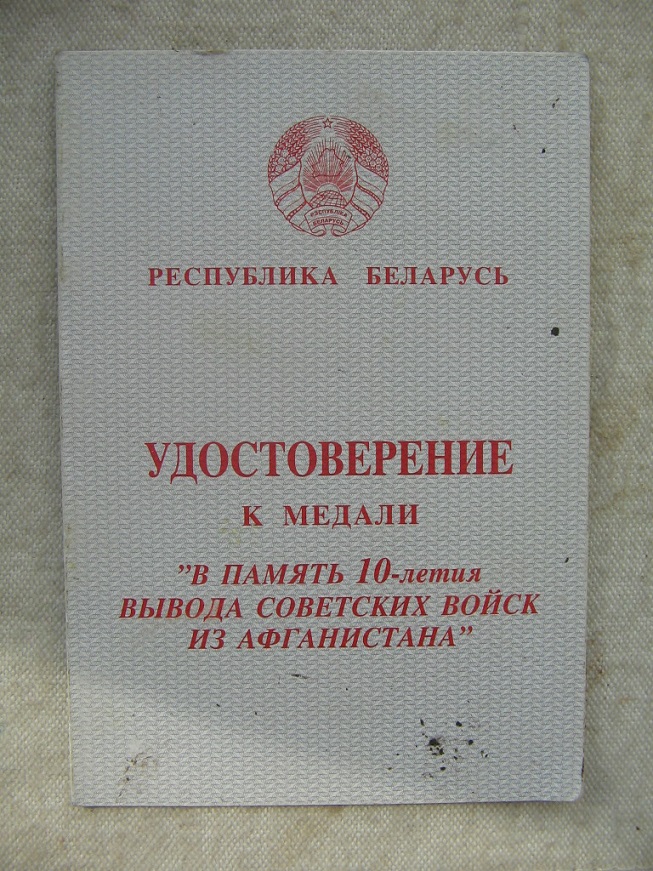 РЭСПУБЛІКА
БЕЛАРУСЬ
РЕСПУБЛИКА БЕЛАРУСЬ
УДОСТОВЕРЕНИЕ
К МЕДАЛИ
"В ПАМЯТЬ 10-летия
ВЫВОДА СОВЕТСКИХ ВОЙСК
ИЗ АФГАНИСТАНА"